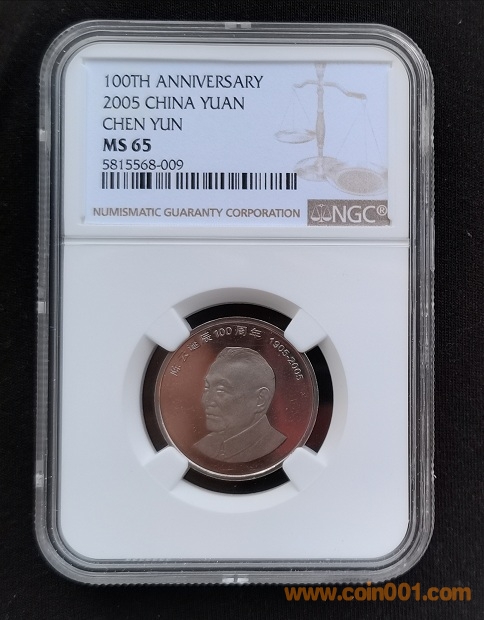 100TH ANNIVERSARY
2005 CHINA YUAN
CHEN YUN
MS 65
5815568-009
NUMISMATIC GUARANTY CORPORATION
NGC®
陈云诞辰100周年 1905-2005
www.coin001.com